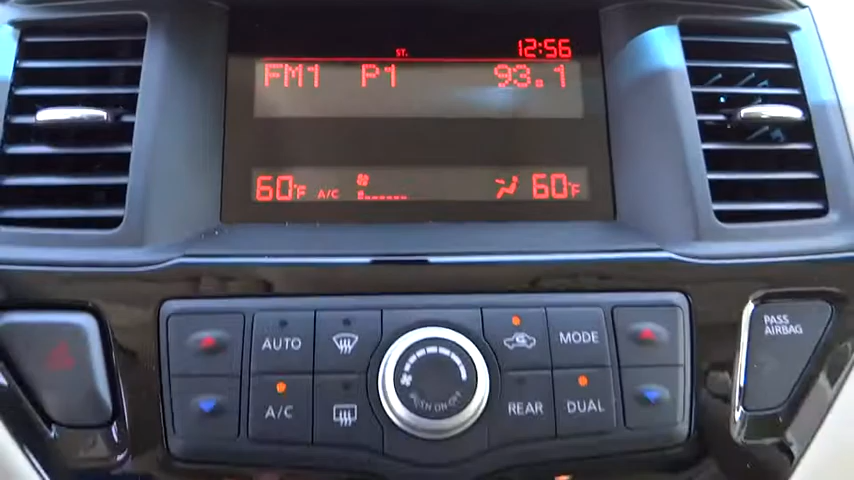 ST. 12:56
FM1 P1 93.1
60°F A/C 60°F
AUTO MODE
PASS
AIRBAG
A/C REAR DUAL
PUSH ON·OFF